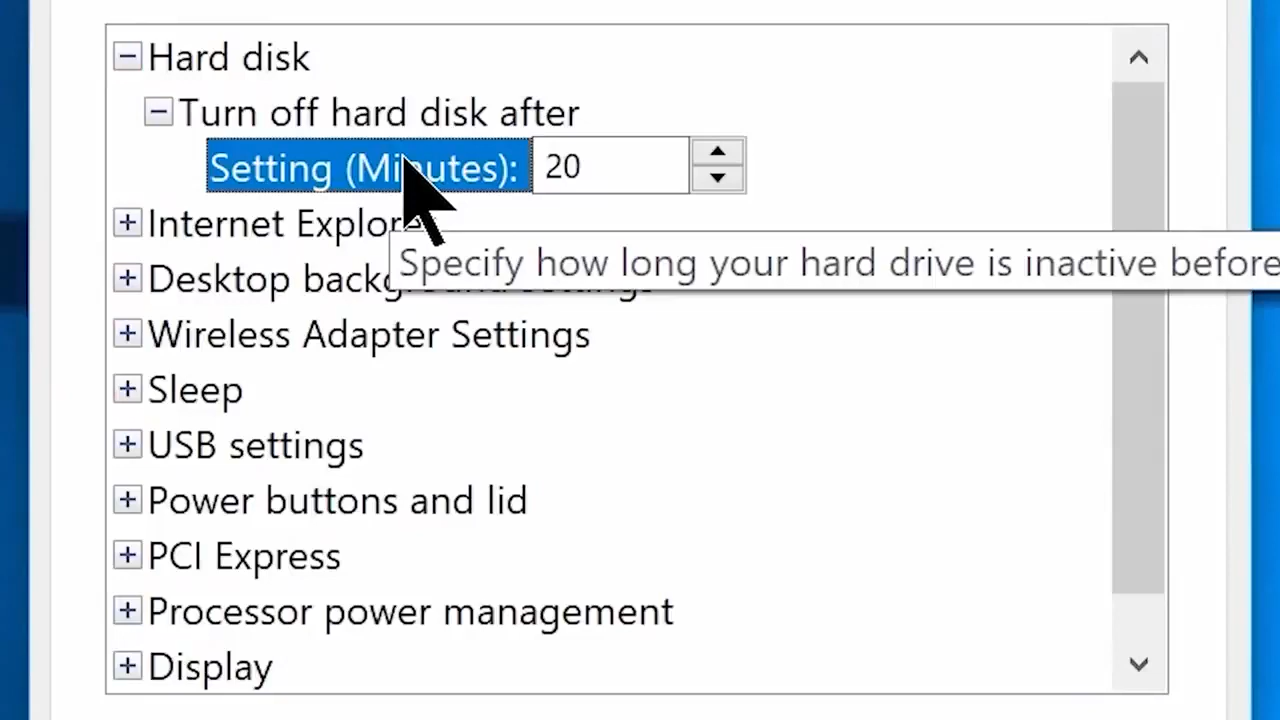 Hard disk
Turn off hard disk after
Setting (Minutes): 20
Internet Explorer
Specify how long your hard drive is inactive before
Desktop background settings
Wireless Adapter Settings
Sleep
USB settings
Power buttons and lid
PCI Express
Processor power management
Display